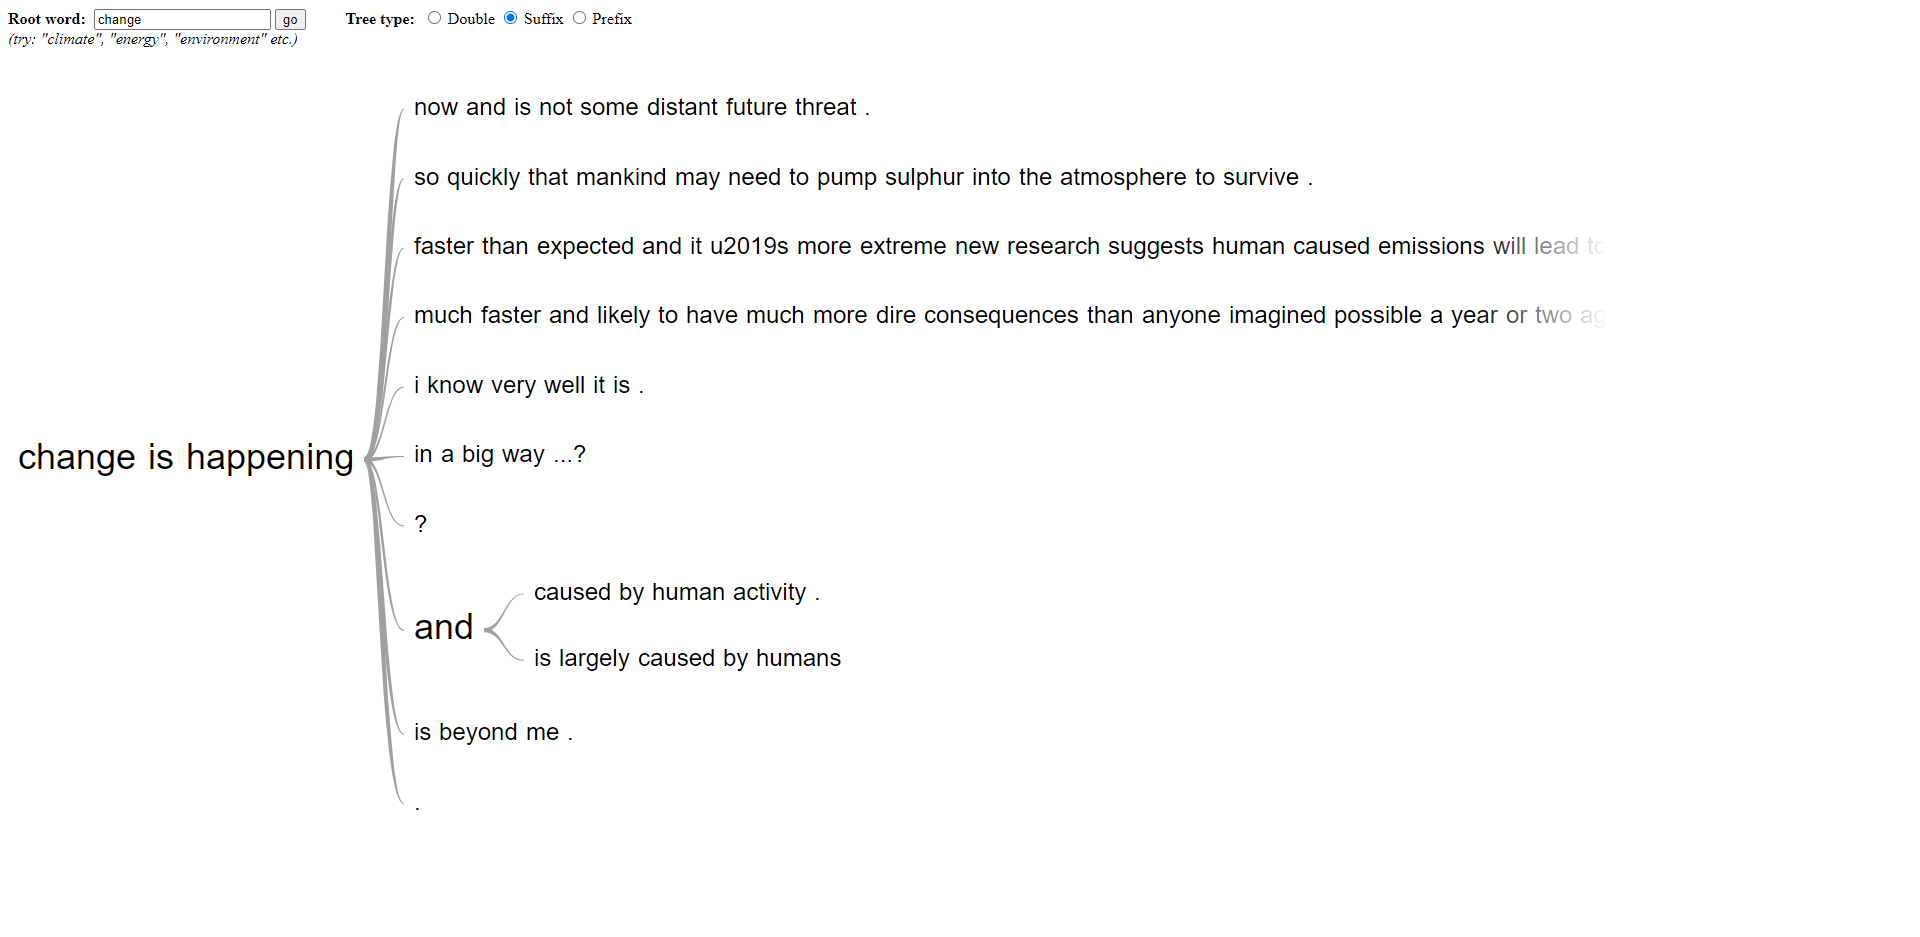 Root word: change go Tree type: Double Suffix Prefix
(try: "climate", "energy", "environment" etc.)
now and is not some distant future threat .
so quickly that mankind may need to pump sulphur into the atmosphere to survive .
faster than expected and it u2019s more extreme new research suggests human caused emissions will lead to
much faster and likely to have much more dire consequences than anyone imagined possible a year or two ag
i know very well it is .
in a big way ...?
change is happening
?
caused by human activity .
and
is largely caused by humans
is beyond me .
.